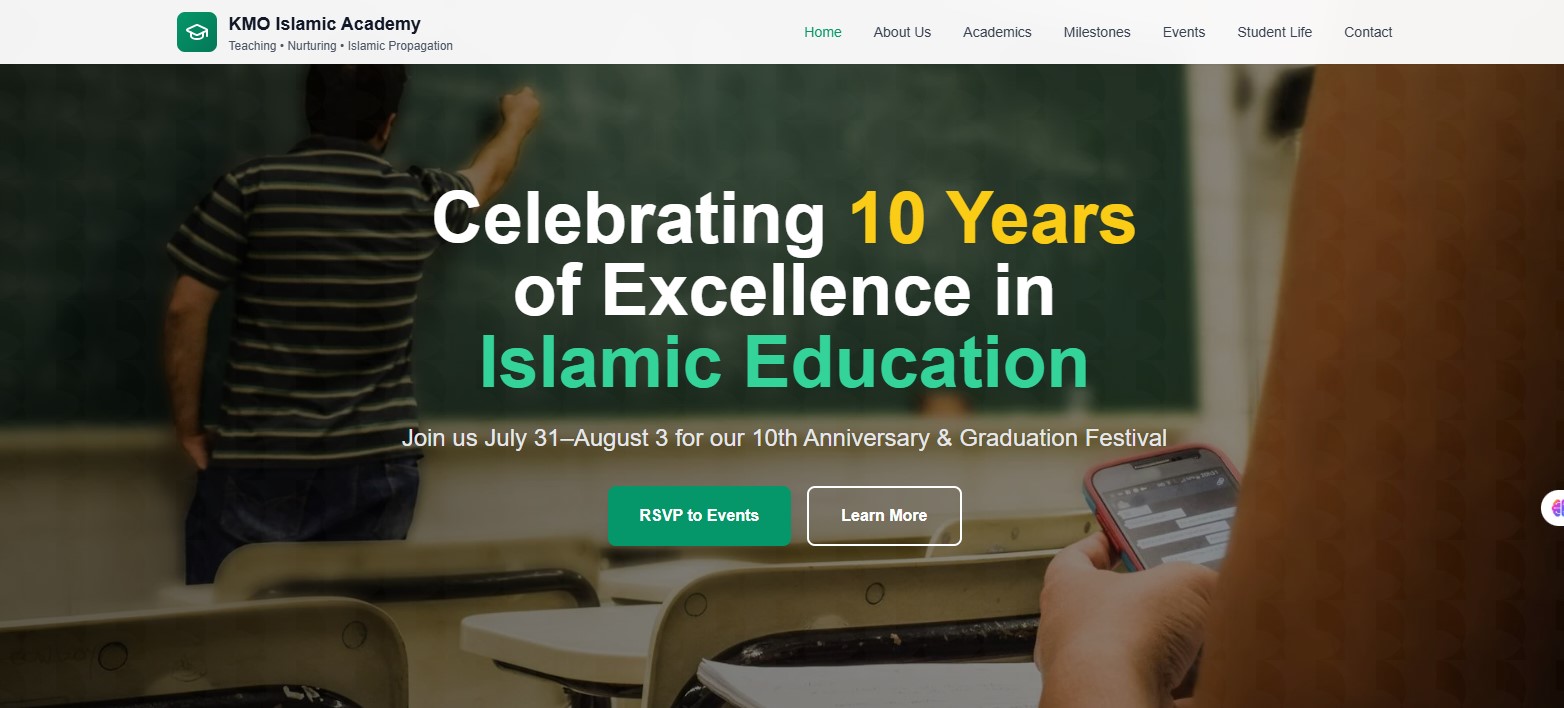 KMO Islamic Academy
Teaching • Nurturing • Islamic Propagation
Home About Us Academics Milestones Events Student Life Contact
Celebrating 10 Years
of Excellence in
Islamic Education
Join us July 31–August 3 for our 10th Anniversary & Graduation Festival
RSVP to Events Learn More